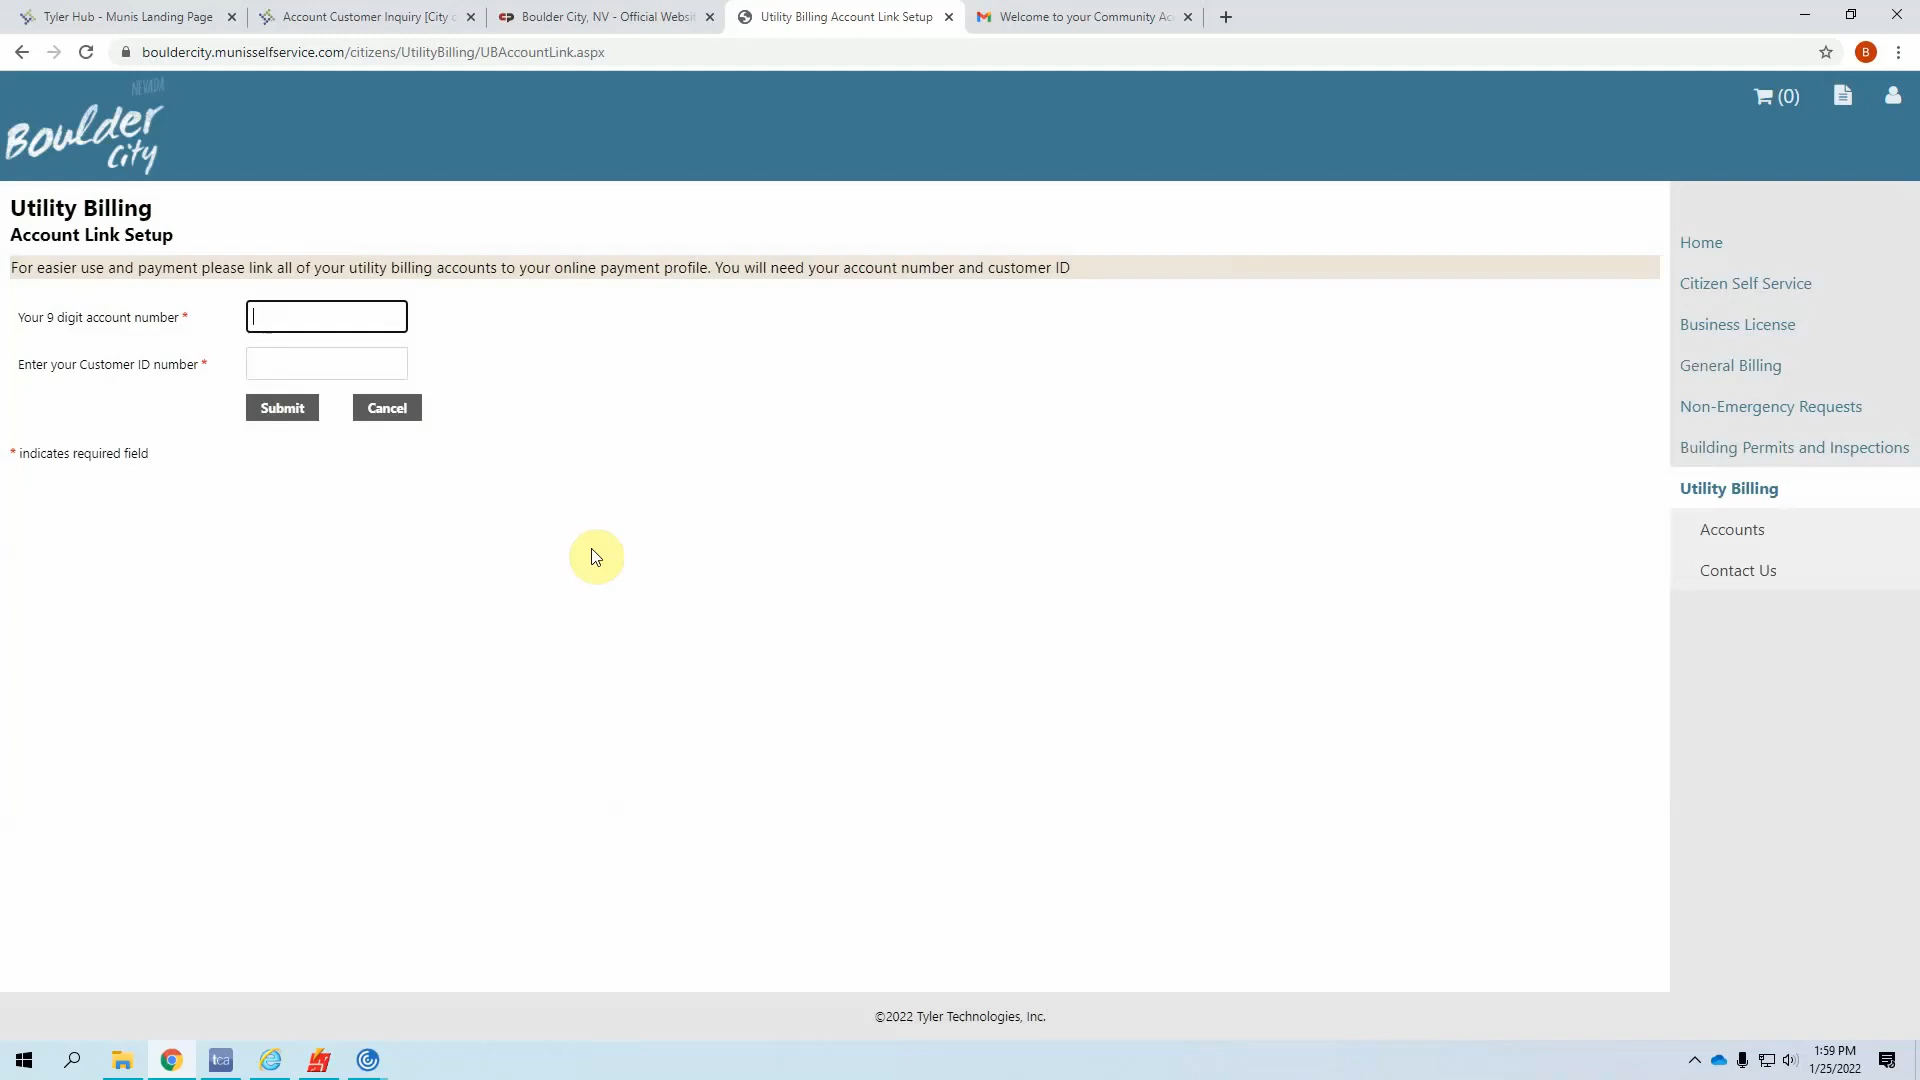 Tyler Hub - Munis Landing Page
Account Customer Inquiry [City
Boulder City, NV - Official Websit
Utility Billing Account Link Setup
Welcome to your Community Ac
bouldercity.munisselfservice.com/citizens/UtilityBilling/UBAccountLink.aspx
B
NEVADA
Boulder
City
(0)
Utility Billing
Account Link Setup
For easier use and payment please link all of your utility billing accounts to your online payment profile. You will need your account number and customer ID
Your 9 digit account number *
Enter your Customer ID number *
Submit Cancel
* indicates required field
Home
Citizen Self Service
Business License
General Billing
Non-Emergency Requests
Building Permits and Inspections
Utility Billing
Accounts
Contact Us
©2022 Tyler Technologies, Inc.
tca
1:59 PM
1/25/2022